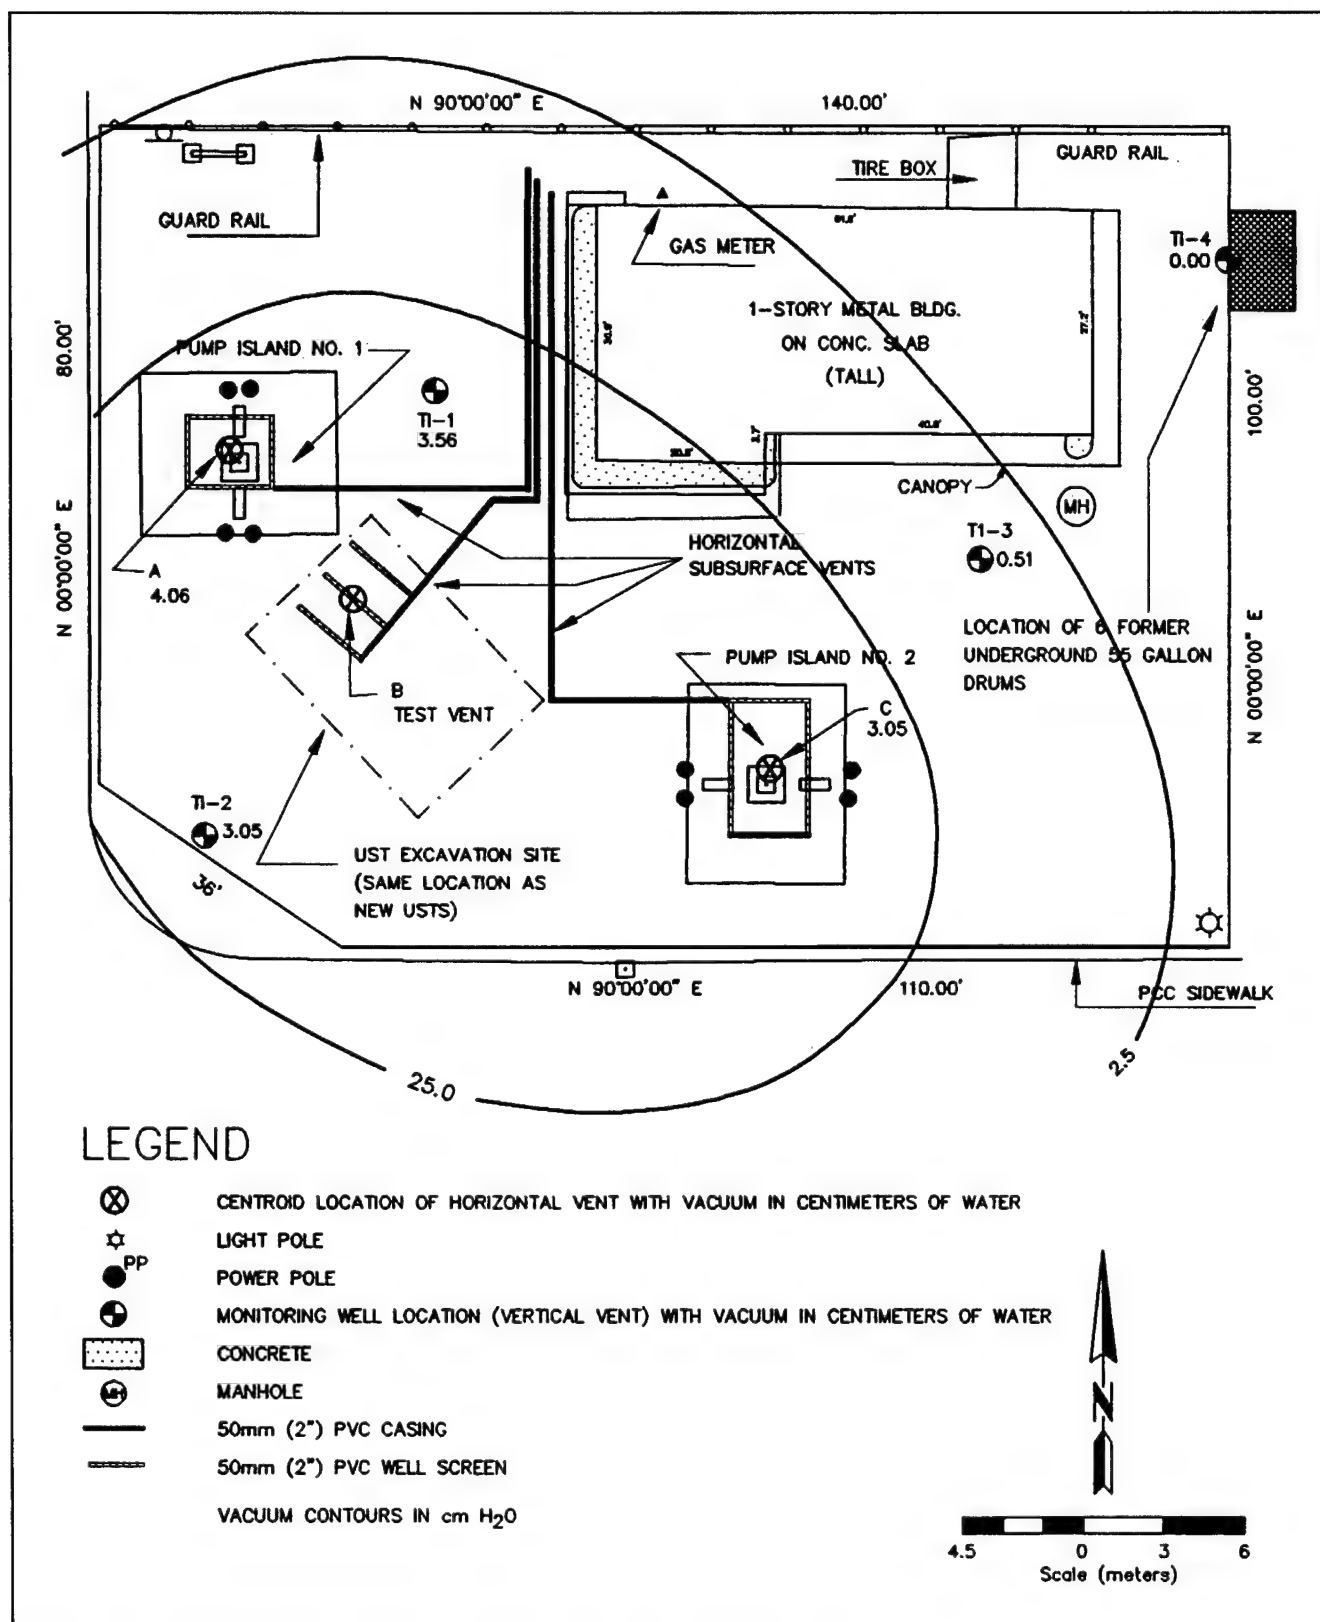 N 90°00'00" E
140.00'
GUARD RAIL
TIRE BOX
GUARD RAIL
GAS METER
TI-4
0.00
1-STORY METAL BLDG.
ON CONC. SLAB
(TALL)
27.2'
80.00'
PUMP ISLAND NO. 1
TI-1
3.56
100.00'
40.8'
CANOPY
MH
N 00°00'00" E
A
4.06
HORIZONTAL
SUBSURFACE VENTS
T1-3
0.51
LOCATION OF 6 FORMER
UNDERGROUND 55 GALLON
DRUMS
N 00°00'00" E
B
TEST VENT
PUMP ISLAND NO. 2
C
3.05
TI-2
3.05
36'
UST EXCAVATION SITE
(SAME LOCATION AS
NEW USTS)
N 90°00'00" E
110.00'
PCC SIDEWALK
25.0
2.5
LEGEND
CENTROID LOCATION OF HORIZONTAL VENT WITH VACUUM IN CENTIMETERS OF WATER
LIGHT POLE
PP
POWER POLE
MONITORING WELL LOCATION (VERTICAL VENT) WITH VACUUM IN CENTIMETERS OF WATER
CONCRETE
MH
MANHOLE
50mm (2") PVC CASING
50mm (2") PVC WELL SCREEN
VACUUM CONTOURS IN cm H2O
N
4.5 0 3 6
Scale (meters)